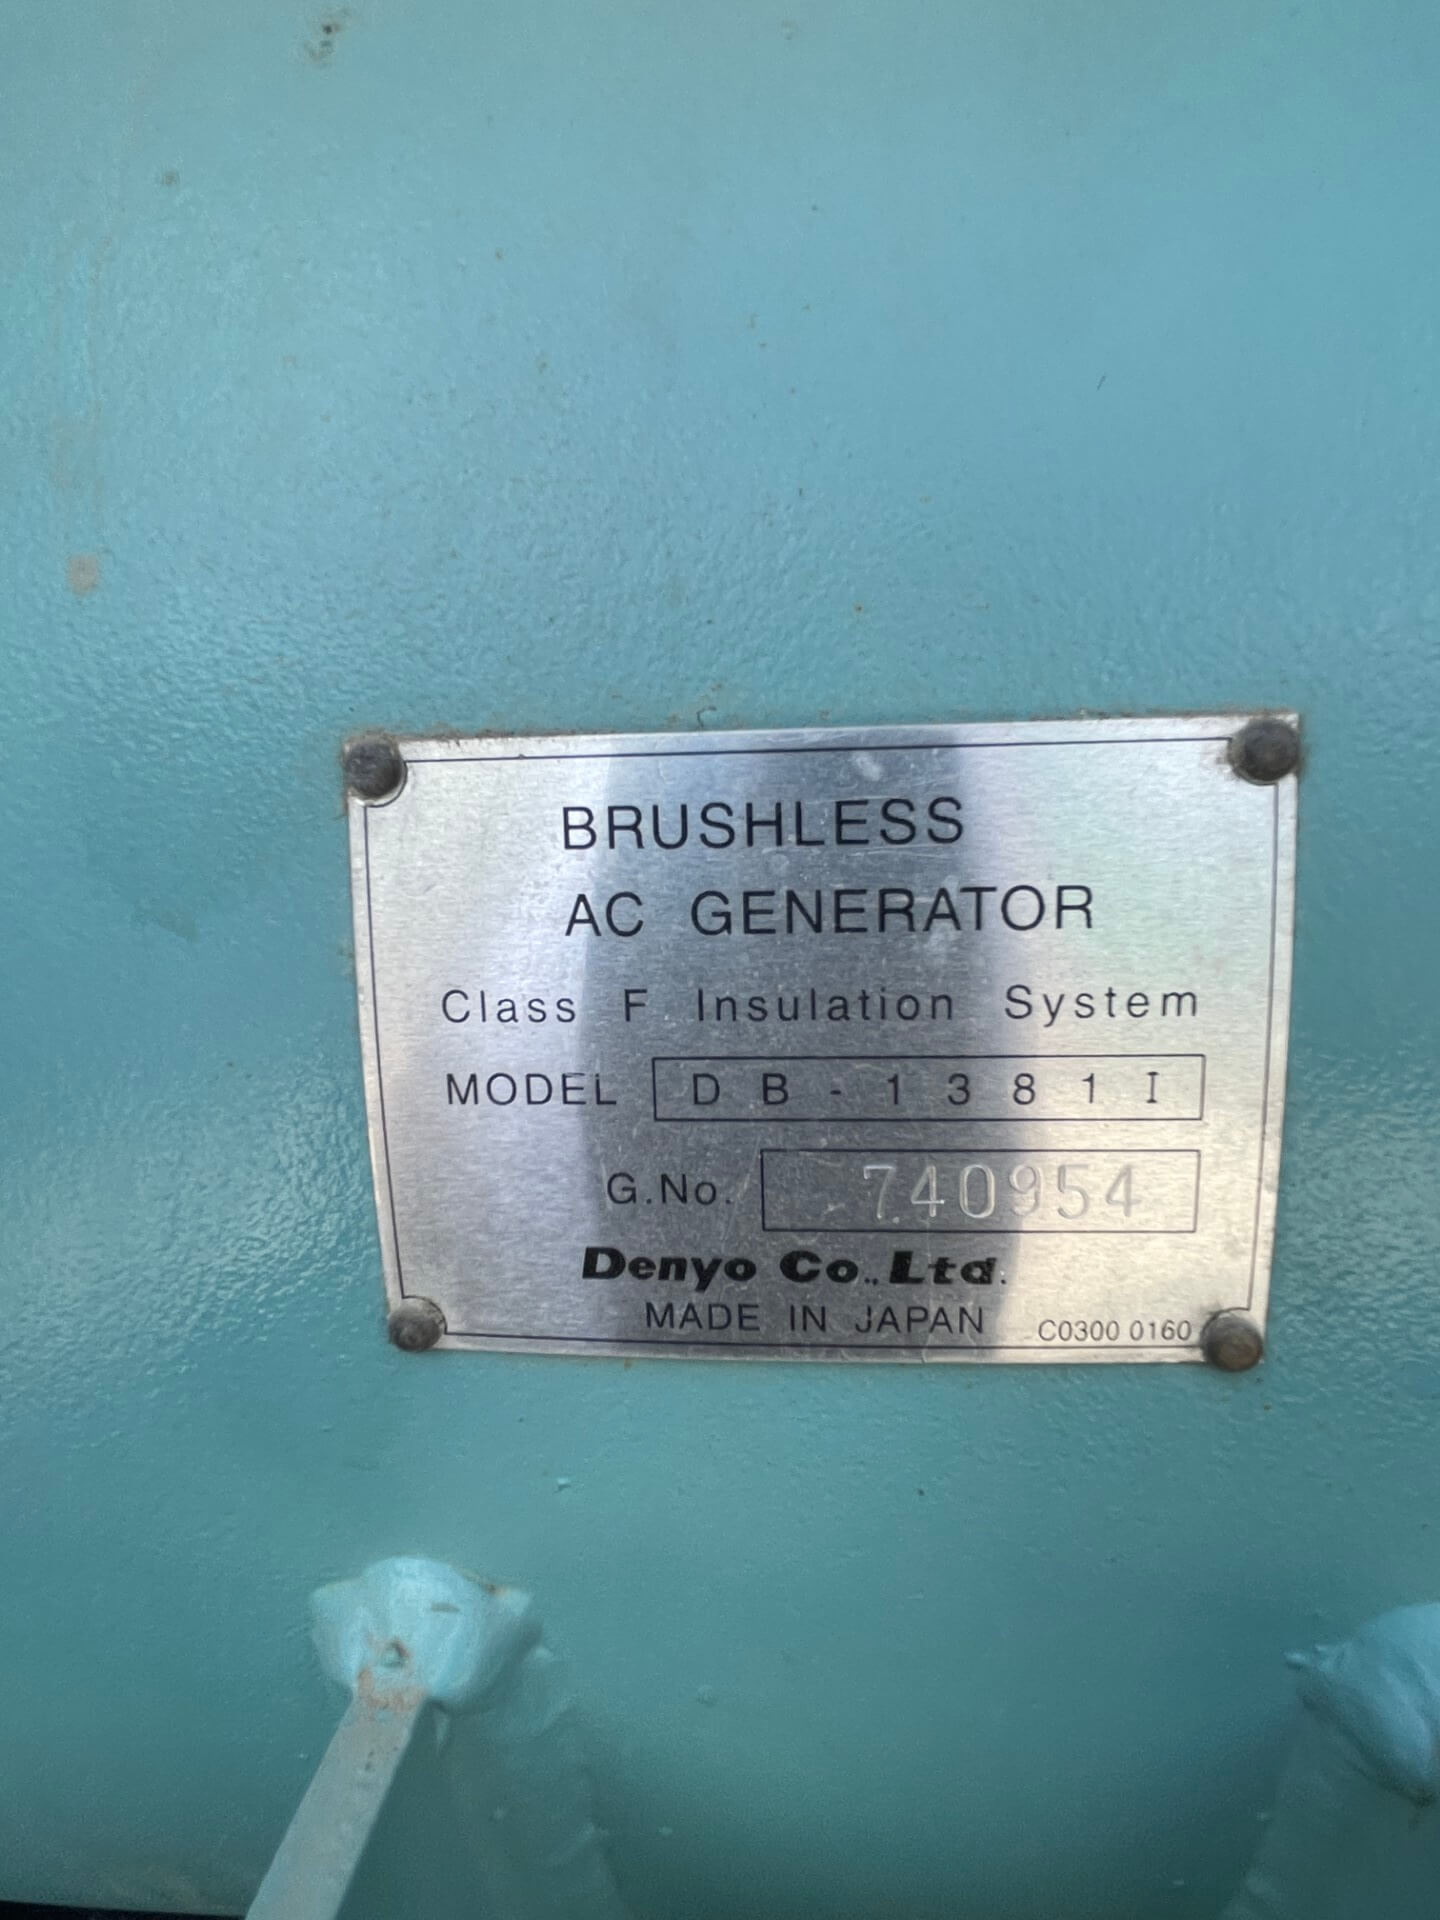 BRUSHLESS
AC GENERATOR
Class F Insulation System
MODEL DB-1381I
G.No. 740954
Denyo Co., Ltd.
MADE IN JAPAN C0300 0160